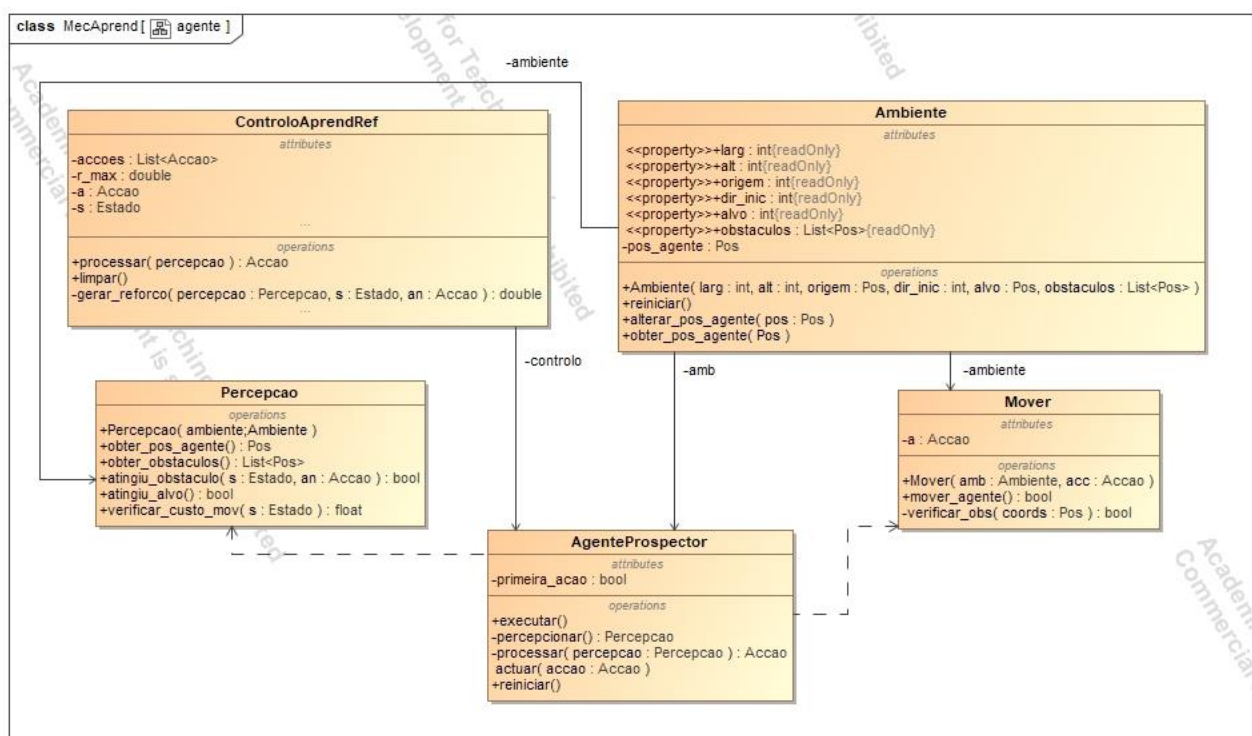 class MecAprend [ agente ]
-ambiente
ControloAprendRef
attributes
-accoes : List<Accao>
-r_max : double
-a : Accao
-s : Estado
...
operations
+processar( percepcao ) : Accao
+limpar()
-gerar_reforco( percepcao : Percepcao, s : Estado, an : Accao ) : double
...
Ambiente
attributes
<<property>>+larg : int{readOnly}
<<property>>+alt : int{readOnly}
<<property>>+origem : int{readOnly}
<<property>>+dir_inic : int{readOnly}
<<property>>+alvo : int{readOnly}
<<property>>+obstaculos : List<Pos>{readOnly}
-pos_agente : Pos
operations
+Ambiente( larg : int, alt : int, origem : Pos, dir_inic : int, alvo : Pos, obstaculos : List<Pos> )
+reiniciar()
+alterar_pos_agente( pos : Pos )
+obter_pos_agente( Pos )
-controlo
-amb
-ambiente
Percepcao
operations
+Percepcao( ambiente;Ambiente )
+obter_pos_agente() : Pos
+obter_obstaculos() : List<Pos>
+atingiu_obstaculo( s : Estado, an : Accao ) : bool
+atingiu_alvo() : bool
+verificar_custo_mov( s : Estado ) : float
Mover
attributes
-a : Accao
operations
+Mover( amb : Ambiente, acc : Accao )
+mover_agente() : bool
-verificar_obs( coords : Pos ) : bool
AgenteProspector
attributes
-primeira_acao : bool
operations
+executar()
-percepcionar() : Percepcao
-processar( percepcao : Percepcao ) : Accao
actuar( accao : Accao )
+reiniciar()